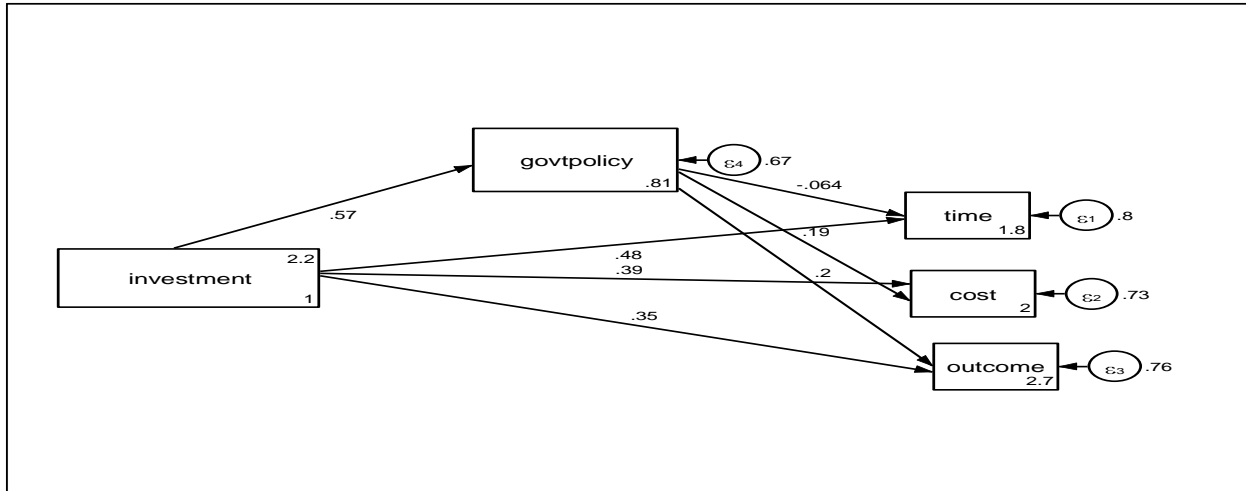 govtpolicy
.81
ε4
.67
-.064
.57
time
1.8
ε1
.8
.19
2.2
investment
1
.48
.39
.2
cost
2
ε2
.73
.35
outcome
2.7
ε3
.76